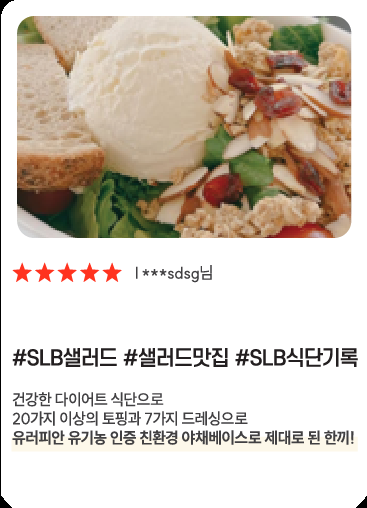 ★★★★★ l ***sdsg님
#SLB샐러드 #샐러드맛집 #SLB식단기록
건강한 다이어트 식단으로
20가지 이상의 토핑과 7가지 드레싱으로
유러피안 유기농 인증 친환경 야채베이스로 제대로 된 한끼!